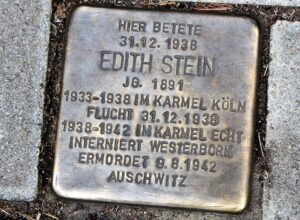 HIER BETETE
31.12.1938
EDITH STEIN
JG. 1891
1933-1938 IM KARMEL KÖLN
FLUCHT 31.12.1938
1938-1942 IM KARMEL ECHT
INTERNIERT WESTERBORK
ERMORDET 9.8.1942
AUSCHWITZ